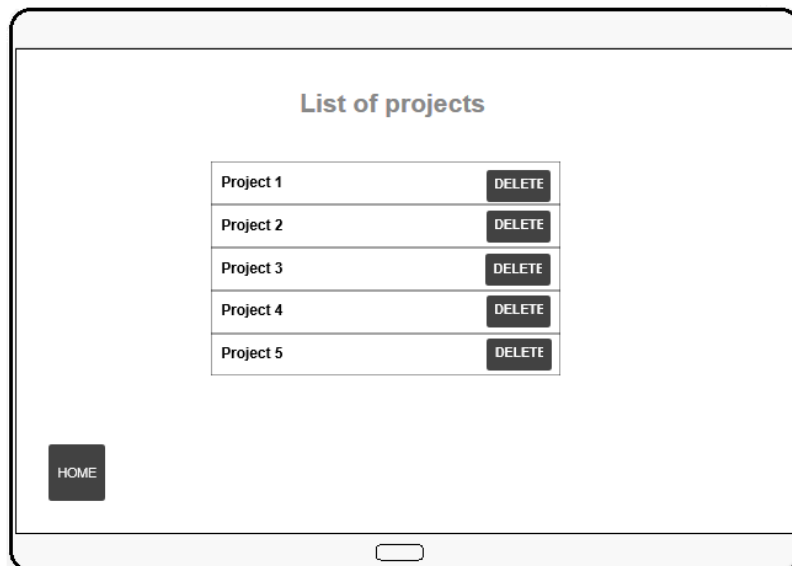 List of projects
Project 1 DELETE
Project 2 DELETE
Project 3 DELETE
Project 4 DELETE
Project 5 DELETE
HOME